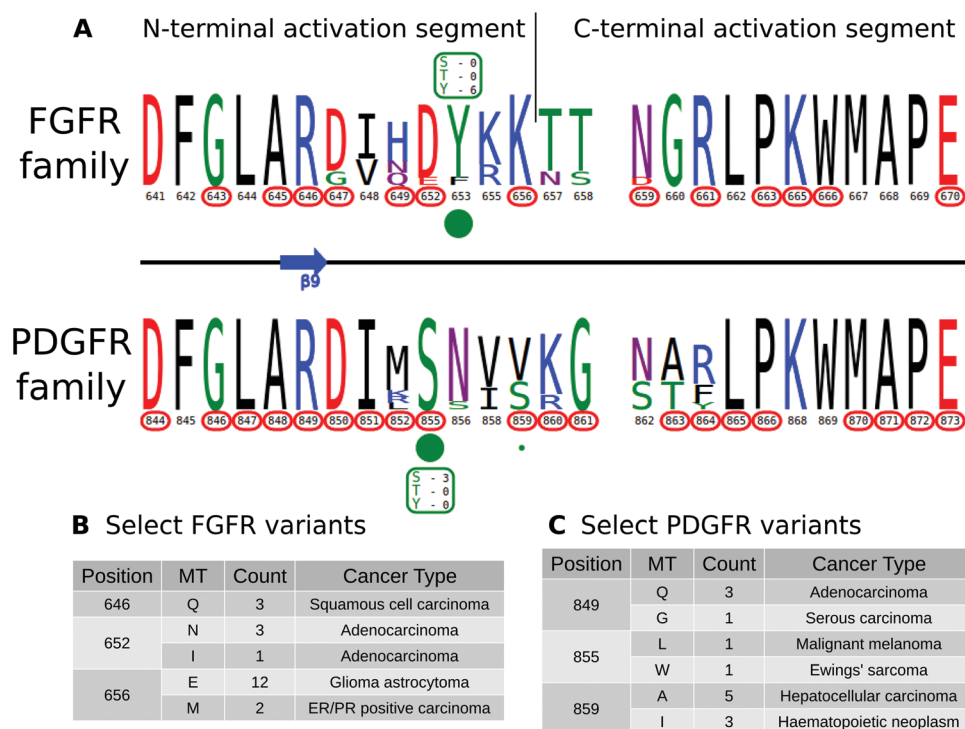 A N-terminal activation segment C-terminal activation segment
S - 0
T - 0
Y - 6
FGFR
family
D F G L A R D I H D Y K K T T N G R L P K W M A P E
G V N E F R N S D
Q
641 642 643 644 645 646 647 648 649 652 653 655 656 657 658 659 660 661 662 663 665 666 667 668 669 670
β9
PDGFR
family
D F G L A R D I M S N V V K G N A R L P K W M A P E
K S I S R S T F
L Y
844 845 846 847 848 849 850 851 852 855 856 858 859 860 861 862 863 864 865 866 868 869 870 871 872 873
S - 3
T - 0
Y - 0
B Select FGFR variants
Position MT Count Cancer Type
646 Q 3 Squamous cell carcinoma
652 N 3 Adenocarcinoma
I 1 Adenocarcinoma
656 E 12 Glioma astrocytoma
M 2 ER/PR positive carcinoma
C Select PDGFR variants
Position MT Count Cancer Type
849 Q 3 Adenocarcinoma
G 1 Serous carcinoma
855 L 1 Malignant melanoma
W 1 Ewings' sarcoma
859 A 5 Hepatocellular carcinoma
I 3 Haematopoietic neoplasm